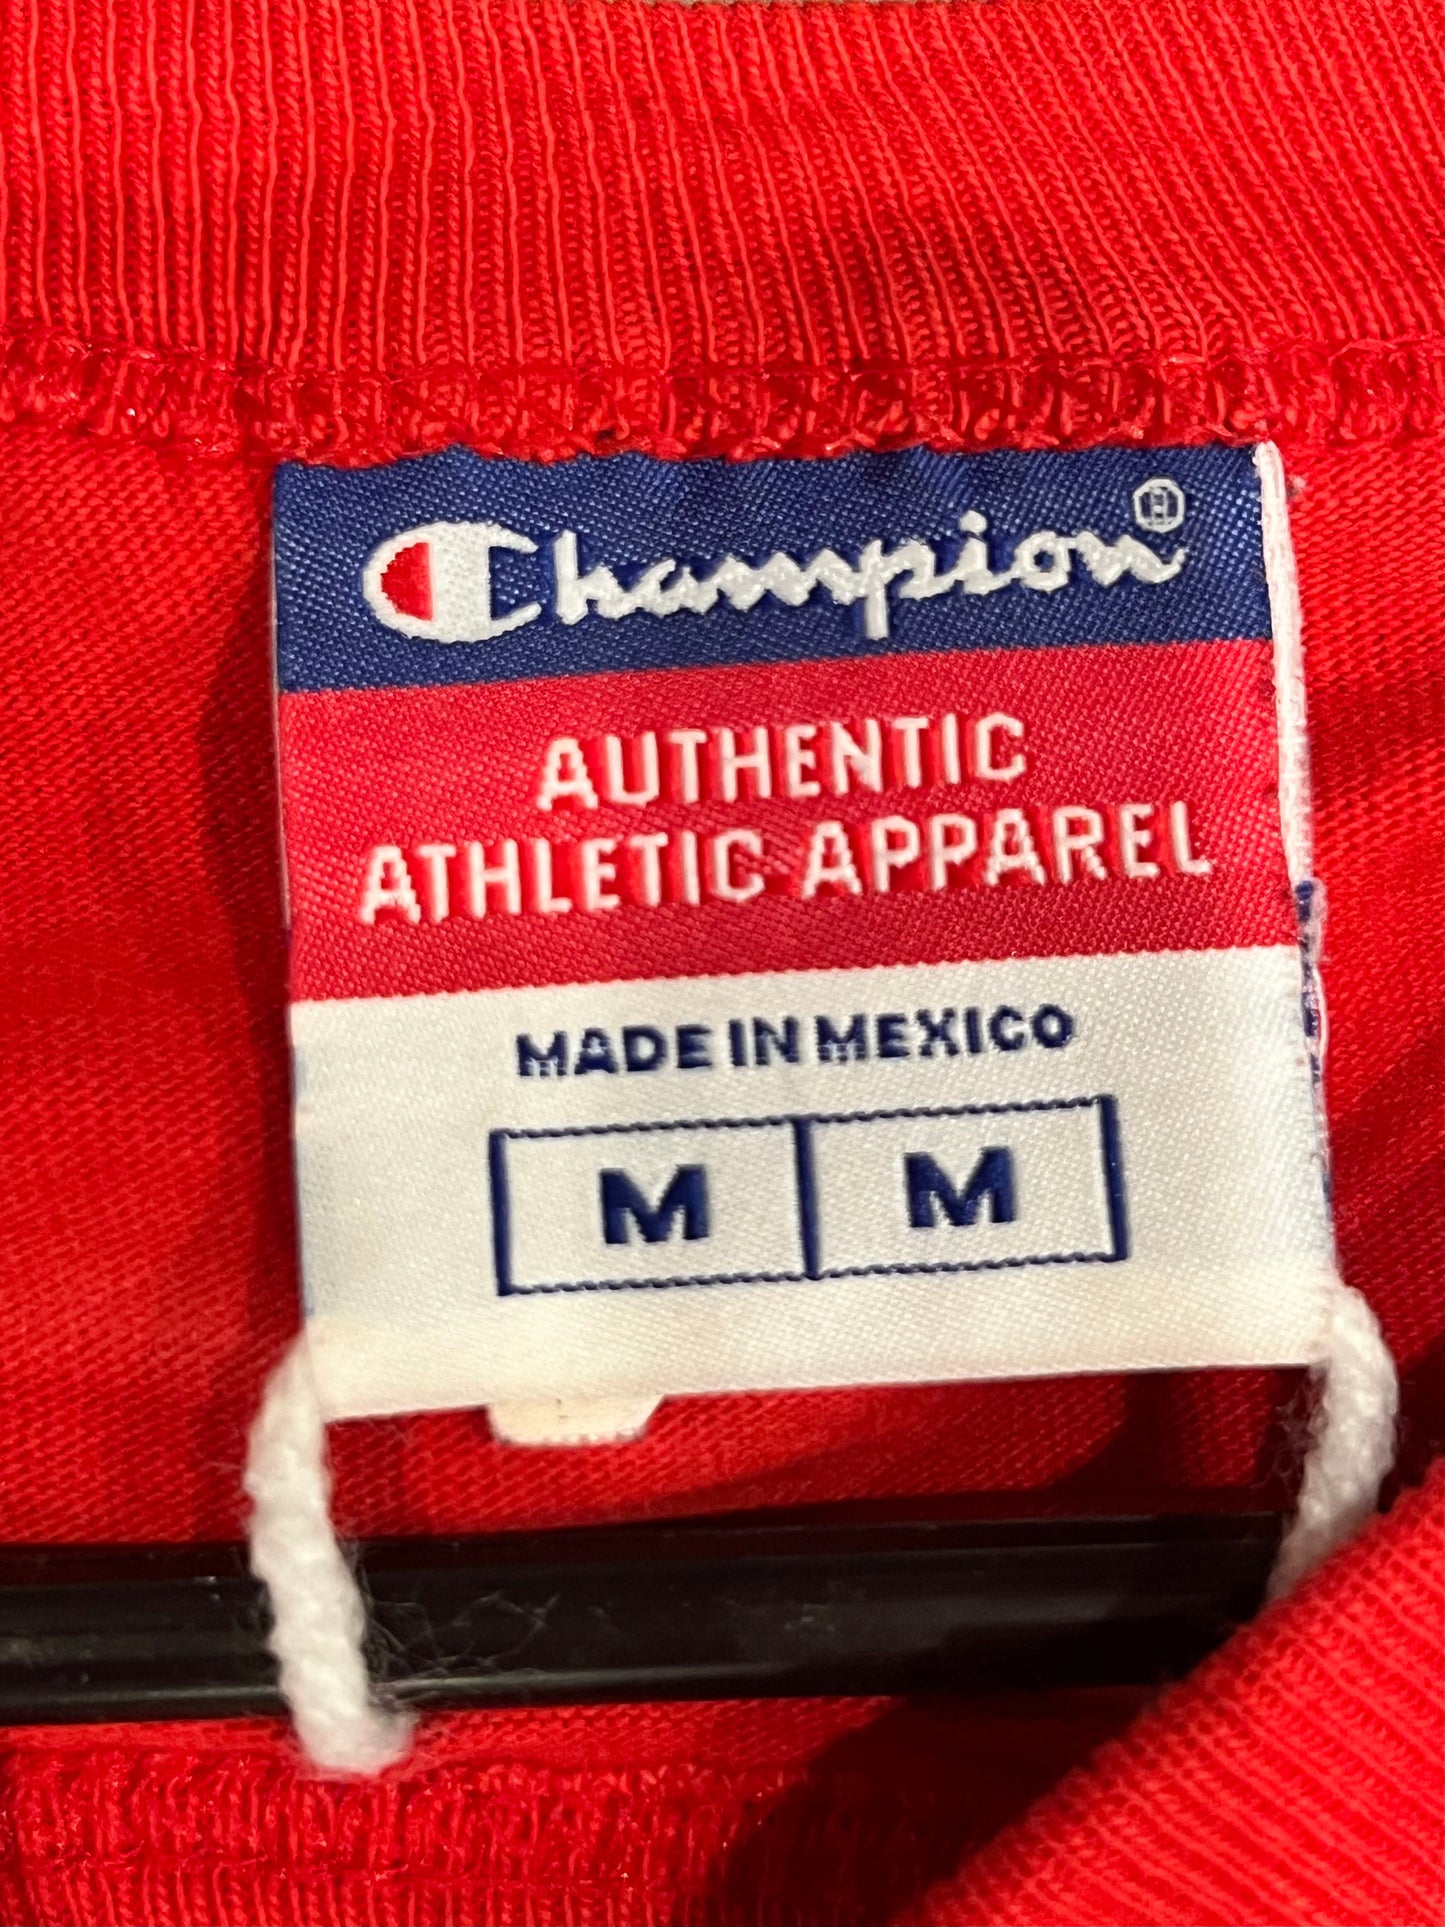 Champion®
AUTHENTIC
ATHLETIC APPAREL
MADE IN MEXICO
M M